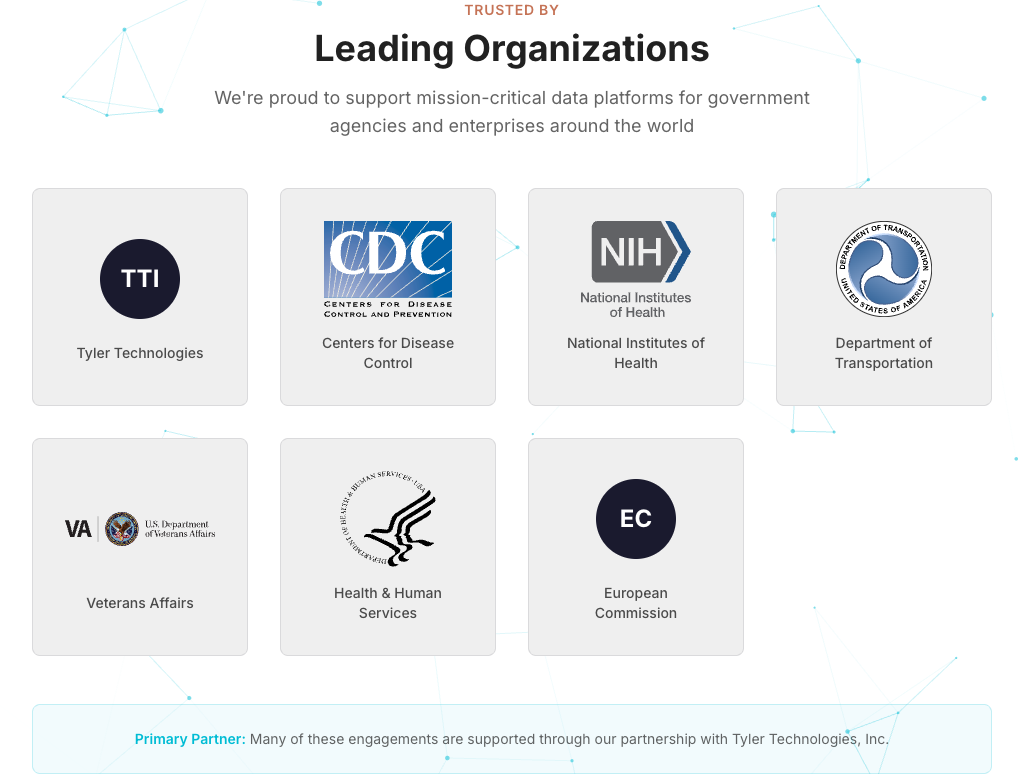 TRUSTED BY
Leading Organizations
We're proud to support mission-critical data platforms for government
agencies and enterprises around the world
TTI
Tyler Technologies
CDC
CENTERS FOR DISEASE
CONTROL AND PREVENTION
Centers for Disease
Control
NIH
National Institutes
of Health
National Institutes of
Health
DEPARTMENT OF TRANSPORTATION
UNITED STATES OF AMERICA
Department of
Transportation
VA
U.S. Department
of Veterans Affairs
Veterans Affairs
DEPARTMENT OF HEALTH & HUMAN SERVICES · USA
Health & Human
Services
EC
European
Commission
Primary Partner: Many of these engagements are supported through our partnership with Tyler Technologies, Inc.